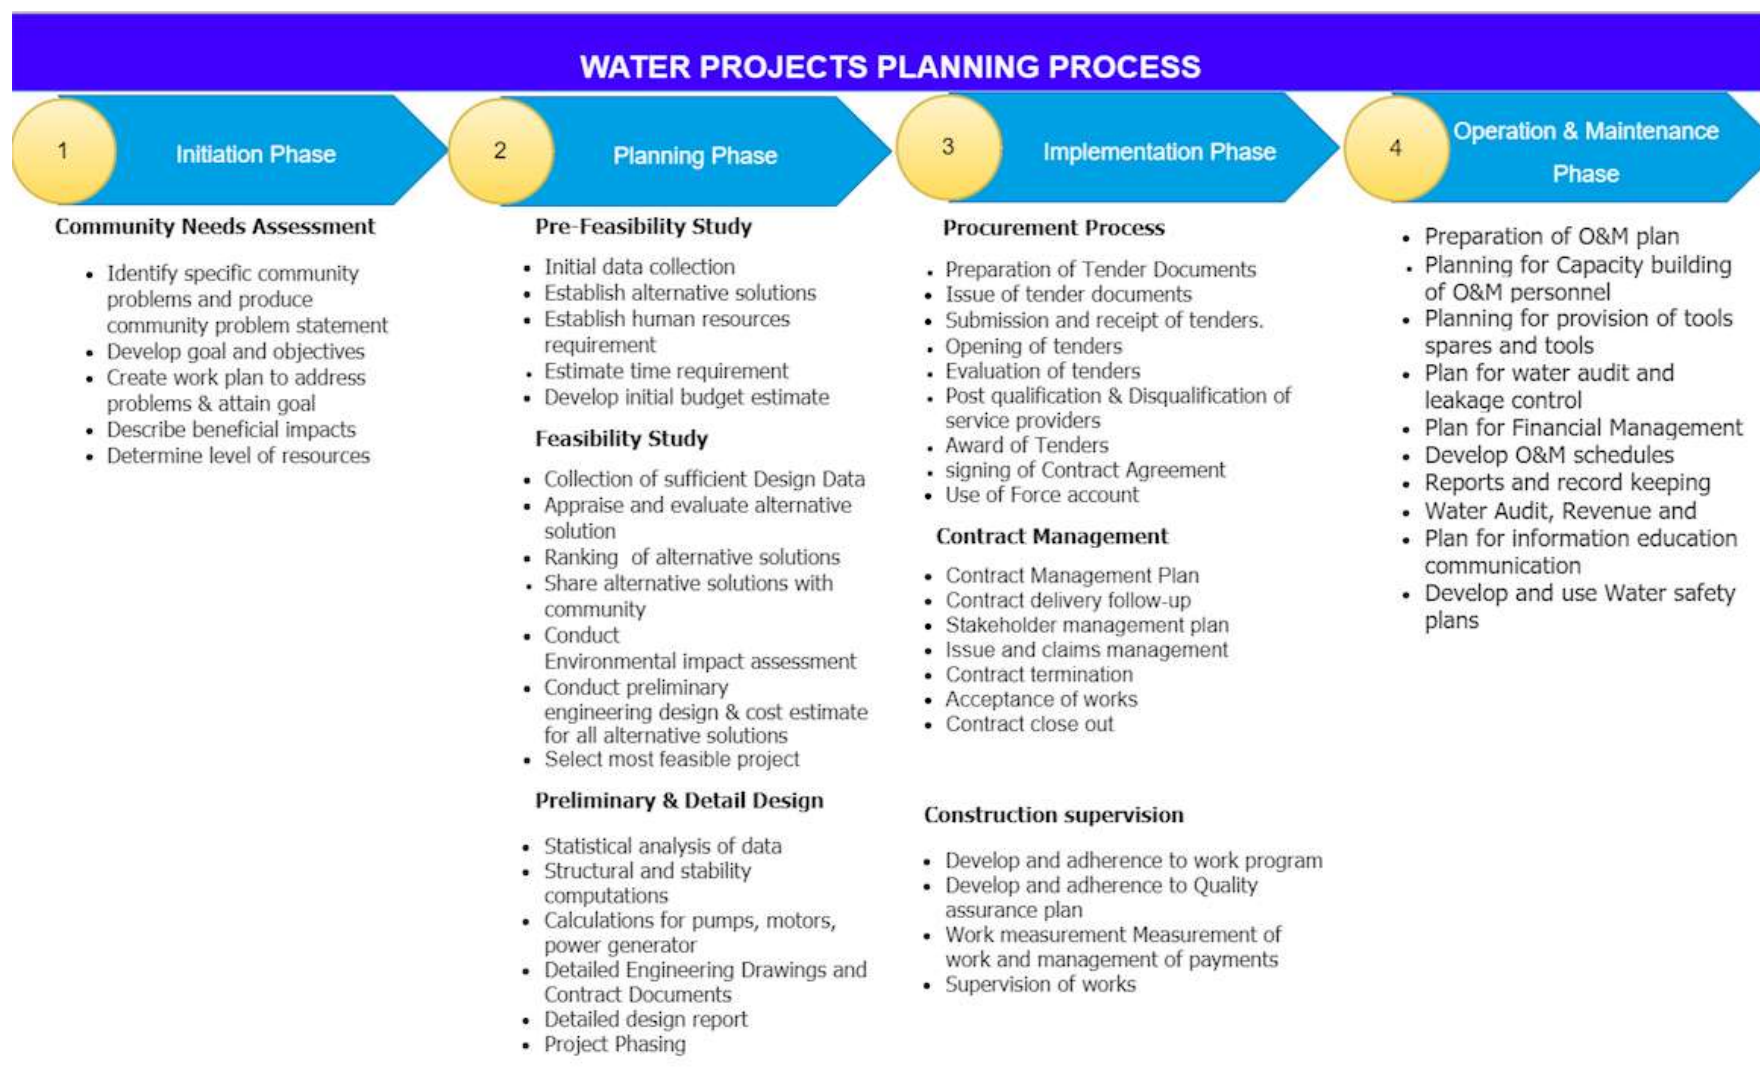 WATER PROJECTS PLANNING PROCESS
1
Initiation Phase
Community Needs Assessment
• Identify specific community
problems and produce
community problem statement
• Develop goal and objectives
• Create work plan to address
problems & attain goal
• Describe beneficial impacts
• Determine level of resources
2
Planning Phase
Pre-Feasibility Study
• Initial data collection
• Establish alternative solutions
• Establish human resources
requirement
• Estimate time requirement
• Develop initial budget estimate
Feasibility Study
• Collection of sufficient Design Data
• Appraise and evaluate alternative
solution
• Ranking of alternative solutions
• Share alternative solutions with
community
• Conduct
Environmental impact assessment
• Conduct preliminary
engineering design & cost estimate
for all alternative solutions
• Select most feasible project
Preliminary & Detail Design
• Statistical analysis of data
• Structural and stability
computations
• Calculations for pumps, motors,
power generator
• Detailed Engineering Drawings and
Contract Documents
• Detailed design report
• Project Phasing
3
Implementation Phase
Procurement Process
• Preparation of Tender Documents
• Issue of tender documents
• Submission and receipt of tenders.
• Opening of tenders
• Evaluation of tenders
• Post qualification & Disqualification of
service providers
• Award of Tenders
• signing of Contract Agreement
• Use of Force account
Contract Management
• Contract Management Plan
• Contract delivery follow-up
• Stakeholder management plan
• Issue and claims management
• Contract termination
• Acceptance of works
• Contract close out
Construction supervision
• Develop and adherence to work program
• Develop and adherence to Quality
assurance plan
• Work measurement Measurement of
work and management of payments
• Supervision of works
4
Operation & Maintenance
Phase
• Preparation of O&M plan
• Planning for Capacity building
of O&M personnel
• Planning for provision of tools
spares and tools
• Plan for water audit and
leakage control
• Plan for Financial Management
• Develop O&M schedules
• Reports and record keeping
• Water Audit, Revenue and
• Plan for information education
communication
• Develop and use Water safety
plans